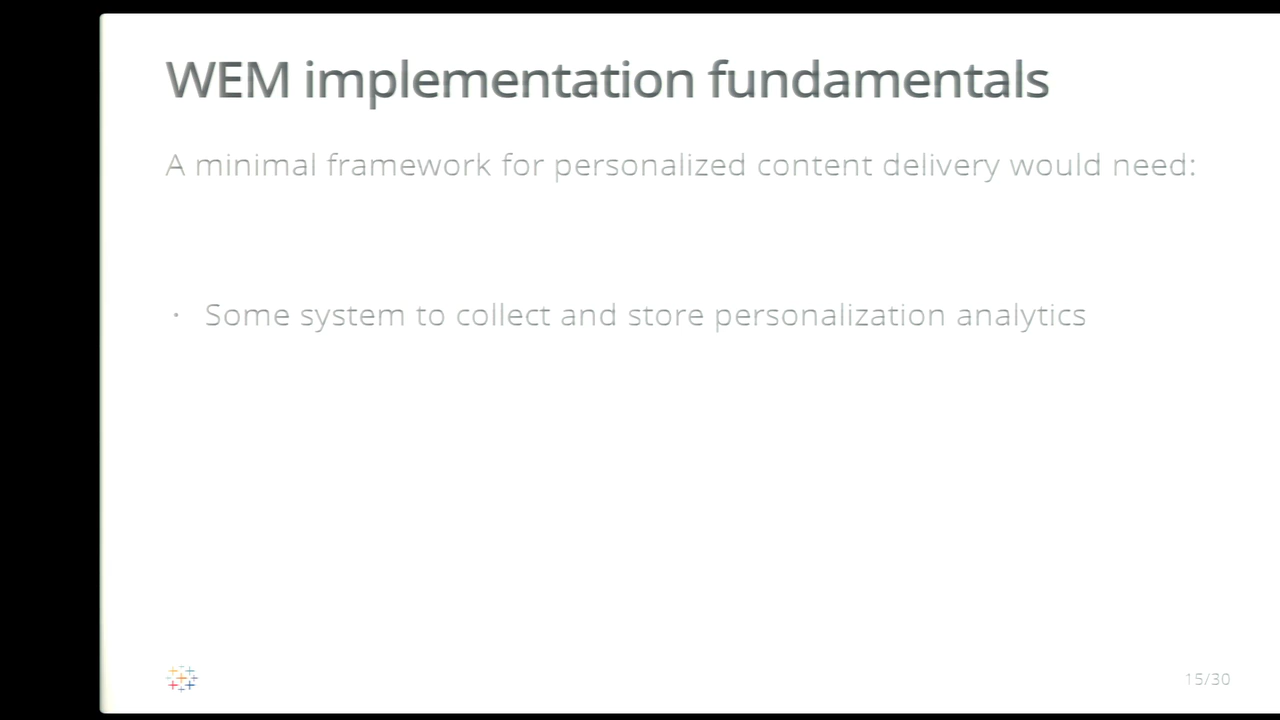 WEM implementation fundamentals
A minimal framework for personalized content delivery would need:
· Some system to collect and store personalization analytics
15/30